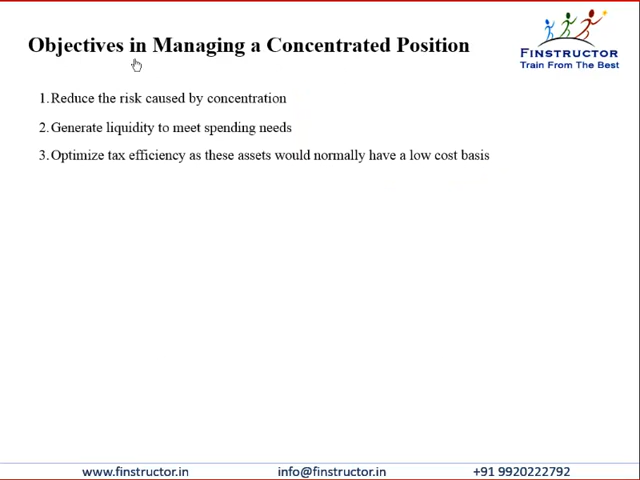 Objectives in Managing a Concentrated Position
FINSTRUCTOR
Train From The Best
1. Reduce the risk caused by concentration
2. Generate liquidity to meet spending needs
3. Optimize tax efficiency as these assets would normally have a low cost basis
www.finstructor.in info@finstructor.in +91 9920222792